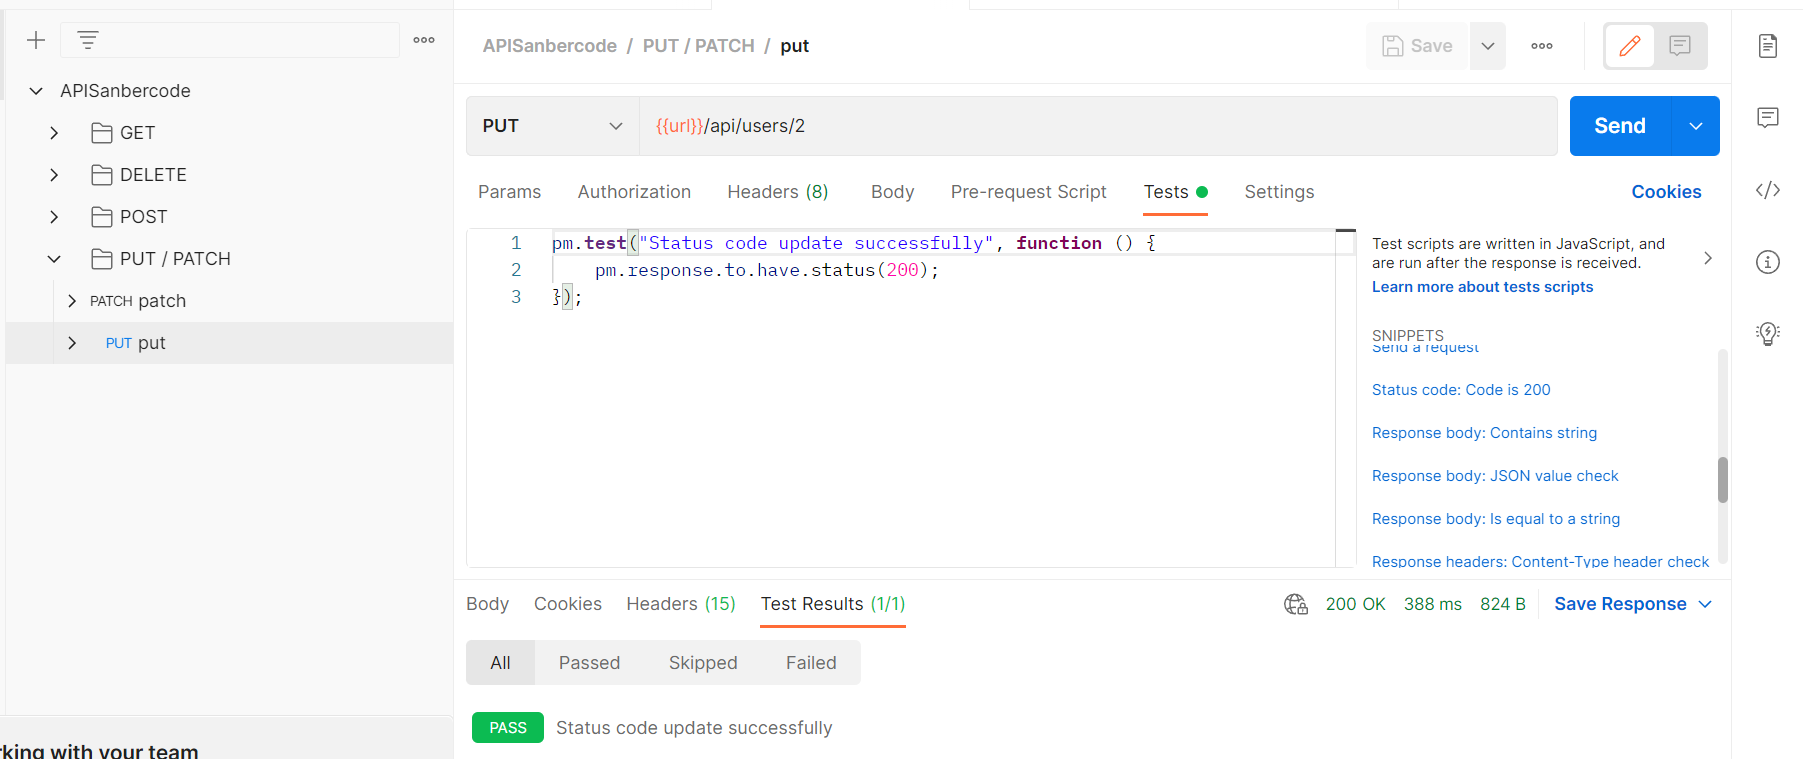 APISanbercode
GET
DELETE
POST
PUT / PATCH
PATCH patch
PUT put
rking with your team
APISanbercode / PUT / PATCH / put
Save
PUT
{{url}}/api/users/2
Send
Params Authorization Headers (8) Body Pre-request Script Tests Settings Cookies
1 pm.test("Status code update successfully", function () {
2 pm.response.to.have.status(200);
3 });
Test scripts are written in JavaScript, and
are run after the response is received.
Learn more about tests scripts
SNIPPETS
Send a request
Status code: Code is 200
Response body: Contains string
Response body: JSON value check
Response body: Is equal to a string
Response headers: Content-Type header check
Body Cookies Headers (15) Test Results (1/1) 200 OK 388 ms 824 B Save Response
All Passed Skipped Failed
PASS Status code update successfully